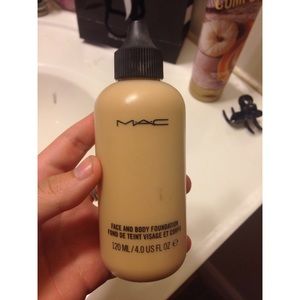 MAC
FACE AND BODY FOUNDATION
FOND DE TEINT VISAGE ET CORPS
120 ML / 4.0 US FL OZ ℮